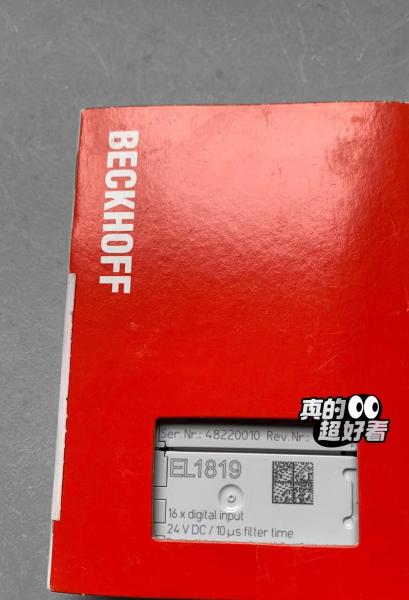 BECKHOFF
真的
超好看
Ser. Nr.: 48220010 Rev.Nr.:
EL1819
16 x digital input
24 V DC / 10 µs filter time